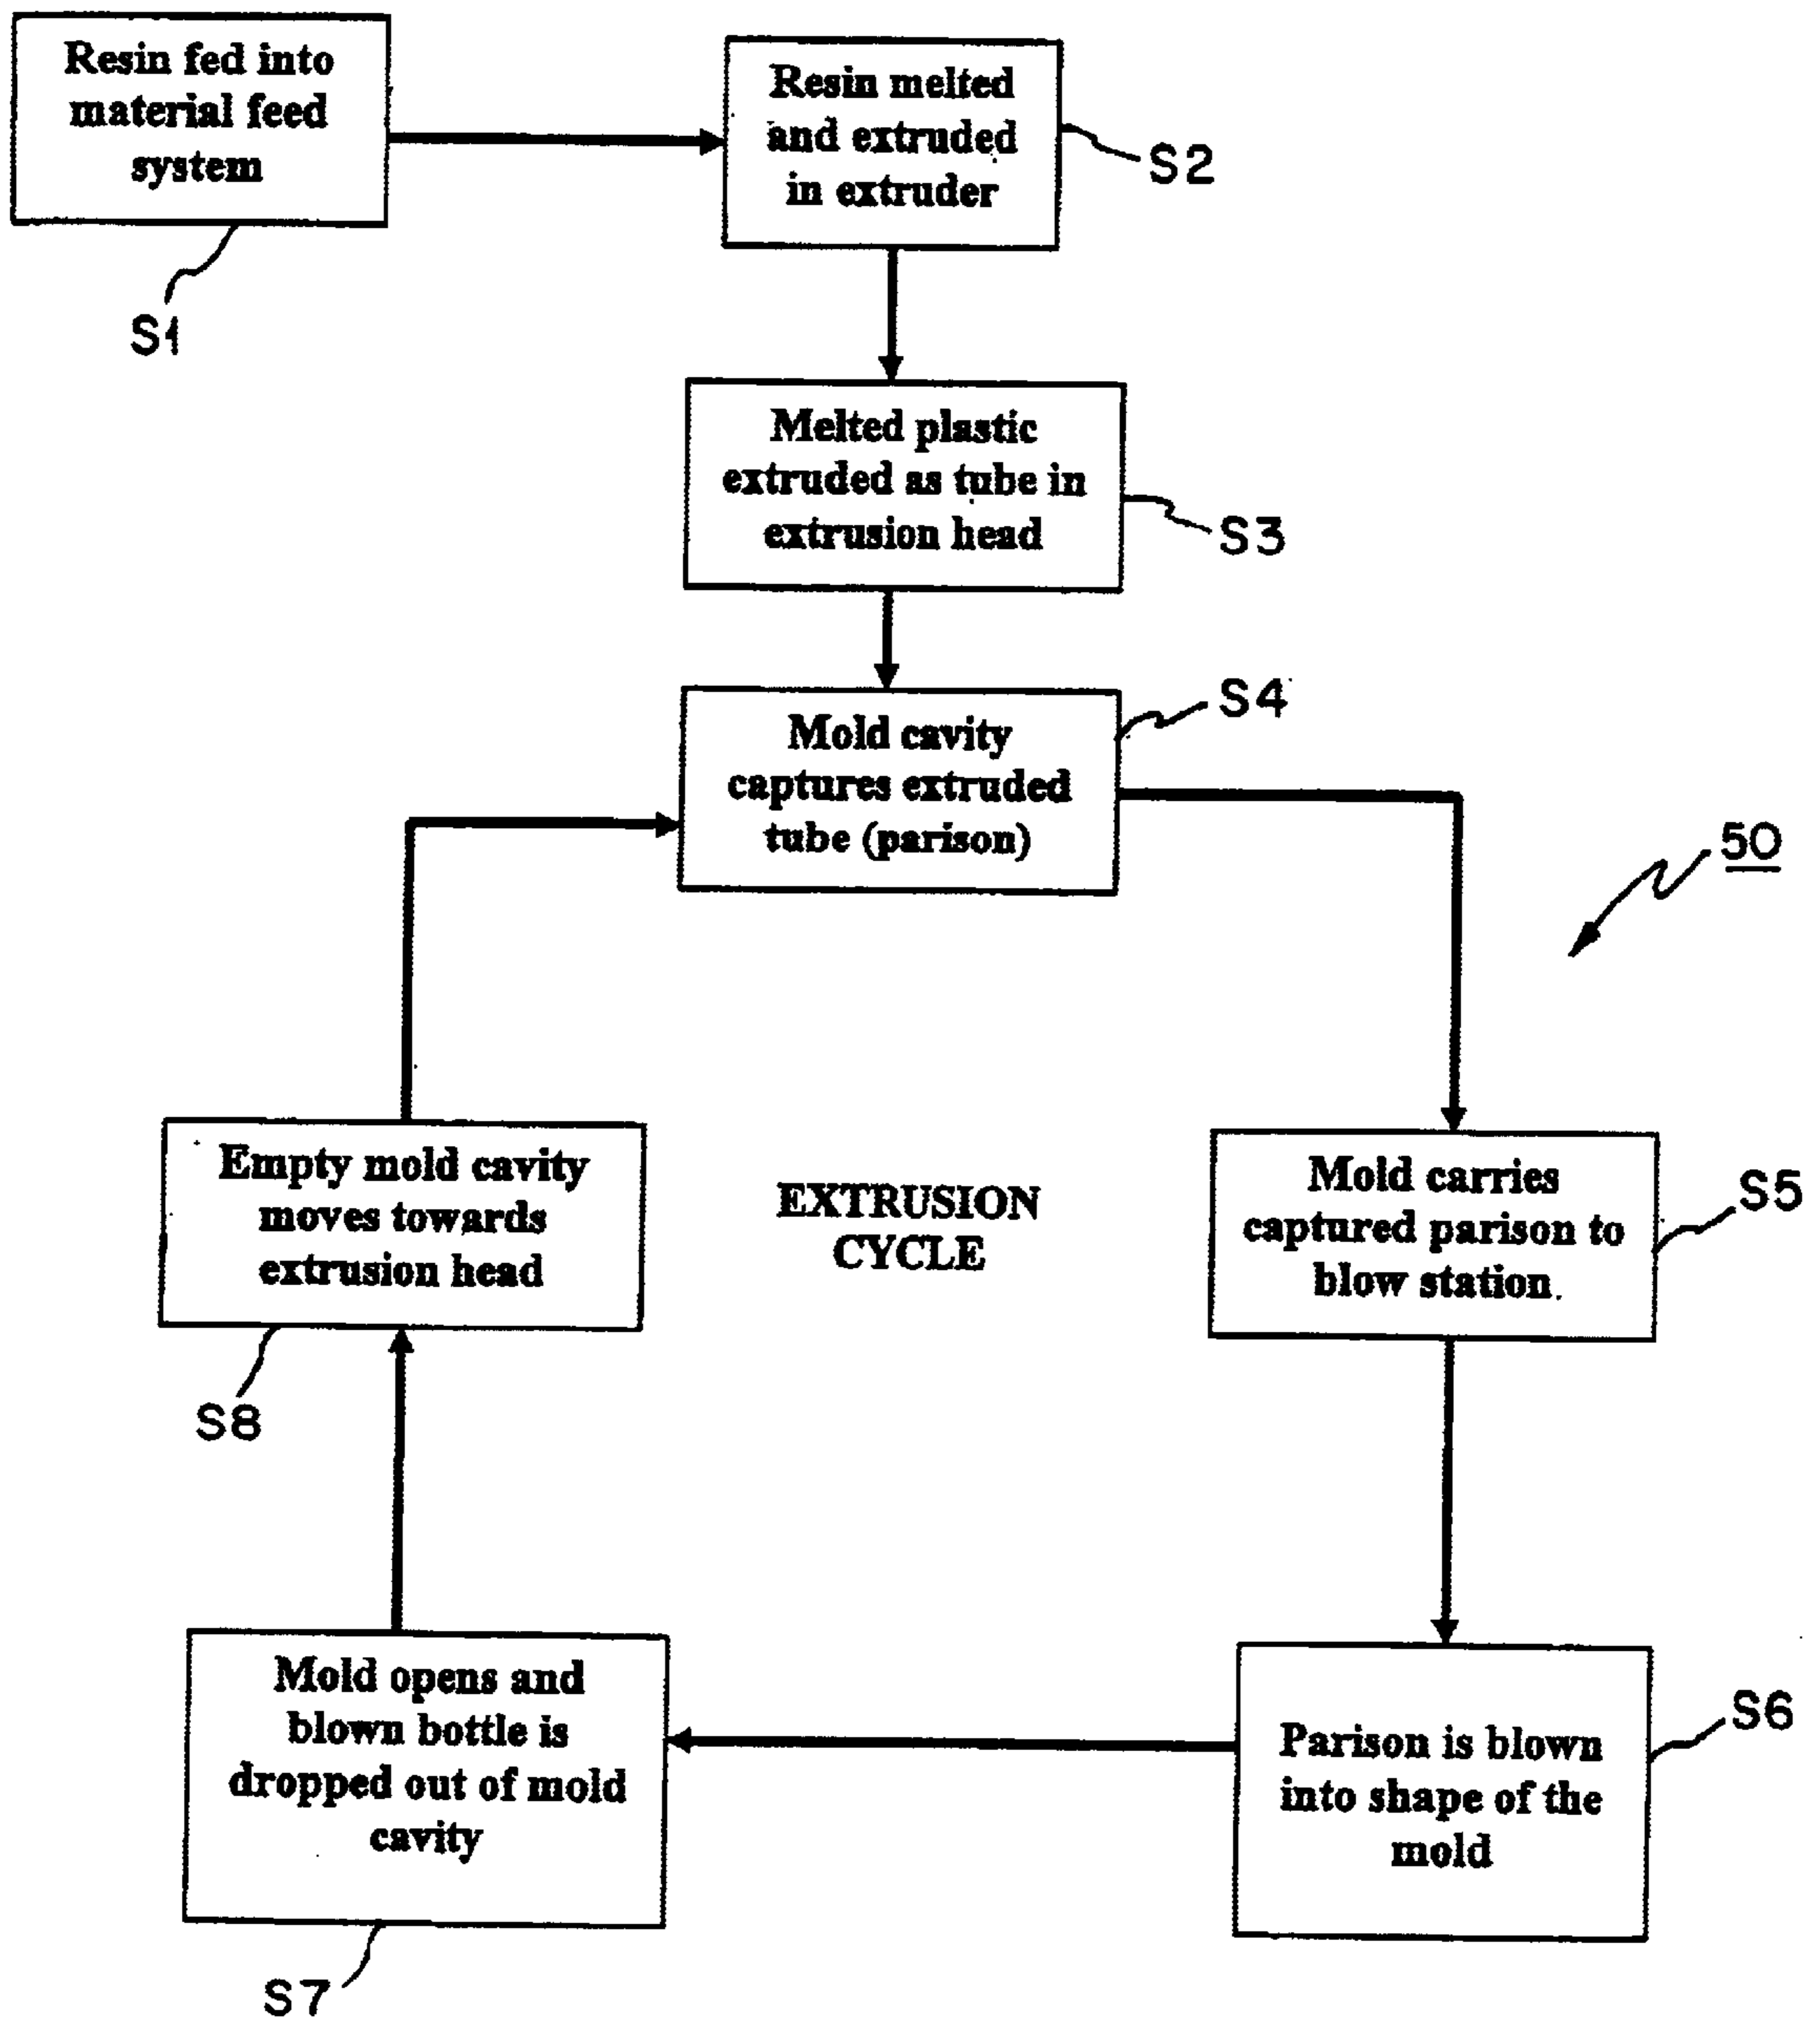 Resin fed into
material feed
system
S1
Resin melted
and extruded
in extruder
S2
Melted plastic
extruded as tube in
extrusion head
S3
Mold cavity
captures extruded
tube (parison)
S4
50
Mold carries
captured parison to
blow station.
S5
EXTRUSION
CYCLE
Empty mold cavity
moves towards
extrusion head
S8
Parison is blown
into shape of the
mold
S6
Mold opens and
blown bottle is
dropped out of mold
cavity
S7